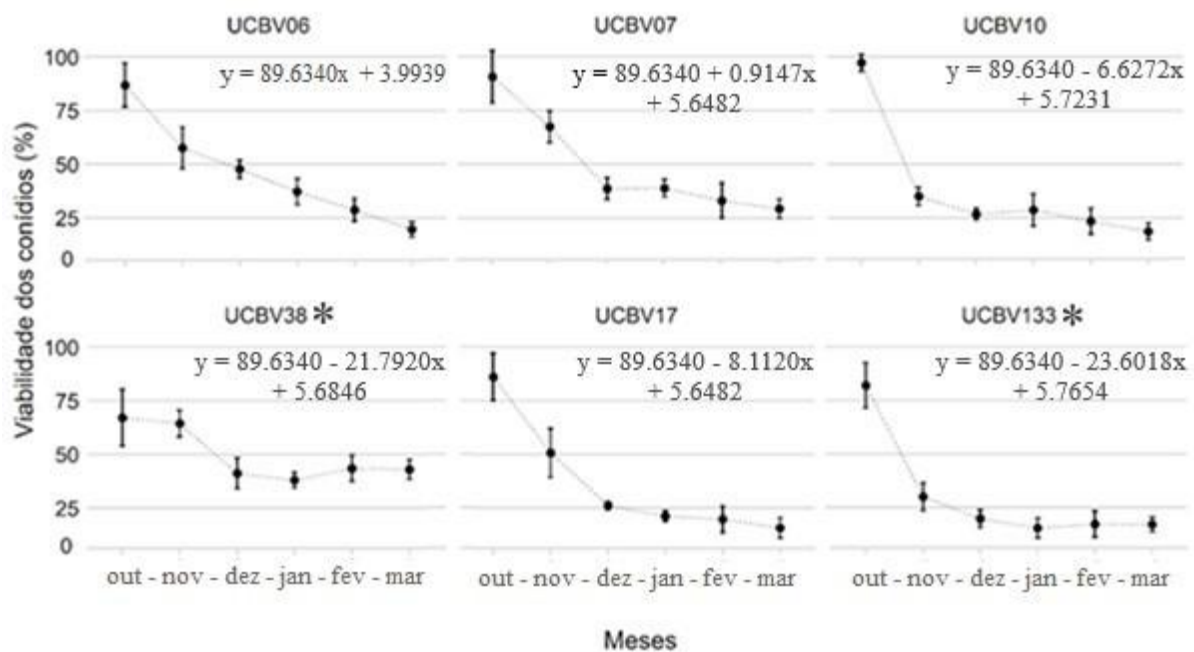 UCBV06
UCBV07
UCBV10
y = 89.6340x + 3.9939
y = 89.6340 + 0.9147x
+ 5.6482
y = 89.6340 - 6.6272x
+ 5.7231
100
75
50
25
0
Viabilidade dos conídios (%)
UCBV38 *
UCBV17
UCBV133 *
y = 89.6340 - 21.7920x
+ 5.6846
y = 89.6340 - 8.1120x
+ 5.6482
y = 89.6340 - 23.6018x
+ 5.7654
100
75
50
25
0
out - nov - dez - jan - fev - mar
out - nov - dez - jan - fev - mar
out - nov - dez - jan - fev - mar
Meses